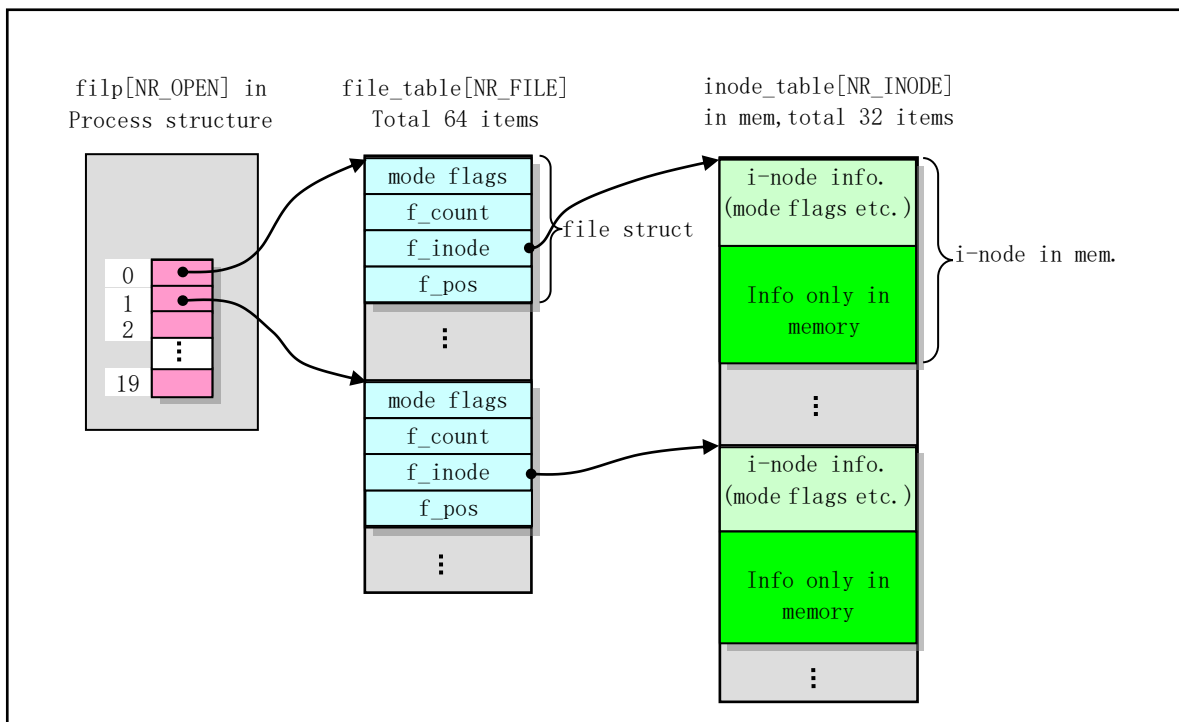 filp[NR_OPEN] in
Process structure
0
1
2
19
file_table[NR_FILE]
Total 64 items
mode flags
f_count
f_inode
f_pos
file struct
mode flags
f_count
f_inode
f_pos
inode_table[NR_INODE]
in mem,total 32 items
i-node info.
(mode flags etc.)
Info only in
memory
i-node in mem.
i-node info.
(mode flags etc.)
Info only in
memory